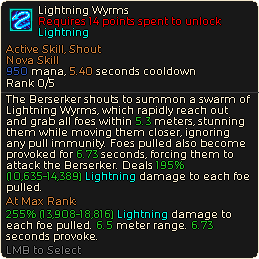 Lightning Wyrms
Requires 14 points spent to unlock
Lightning
Active Skill, Shout
Nova Skill
950 mana, 5.40 seconds cooldown
Rank 0/5
The Berserker shouts to summon a swarm of
Lightning Wyrms, which rapidly reach out
and grab all foes within 5.3 meters, stunning
them while moving them closer, ignoring
any pull immunity. Foes pulled also become
provoked for 6.73 seconds, forcing them to
attack the Berserker. Deals 195%
(10,635-14,389) Lightning damage to each foe
pulled.
At Max Rank:
255% (13,908-18,816) Lightning damage to
each foe pulled. 6.5 meter range. 6.73
seconds provoke.
LMB to Select